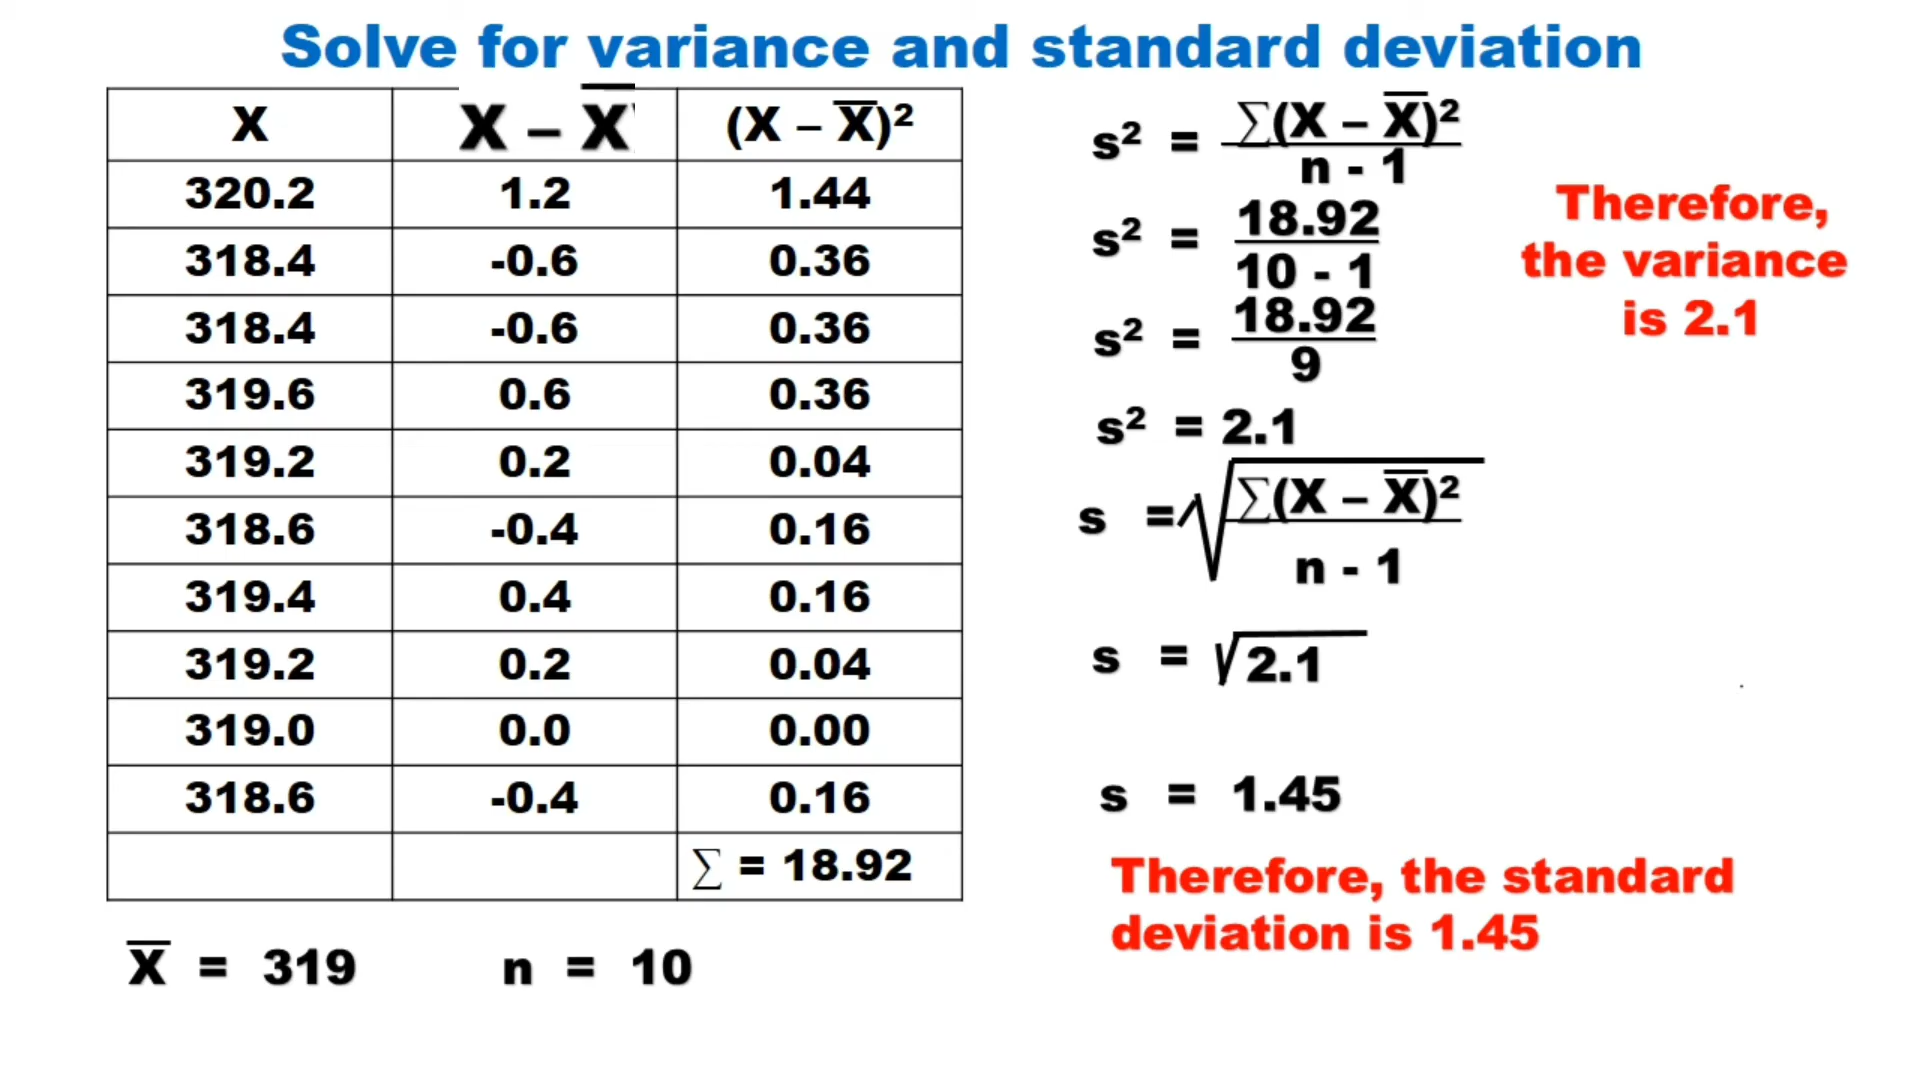 Solve for variance and standard deviation
X X – X̅ (X – X̅)²
320.2 1.2 1.44
318.4 -0.6 0.36
318.4 -0.6 0.36
319.6 0.6 0.36
319.2 0.2 0.04
318.6 -0.4 0.16
319.4 0.4 0.16
319.2 0.2 0.04
319.0 0.0 0.00
318.6 -0.4 0.16
∑ = 18.92
X̅ = 319 n = 10
s² = ∑(X – X̅)²
n - 1
s² = 18.92
10 - 1
s² = 18.92
9
s² = 2.1
s = √∑(X – X̅)²
n - 1
s = √2.1
s = 1.45
Therefore,
the variance
is 2.1
Therefore, the standard
deviation is 1.45